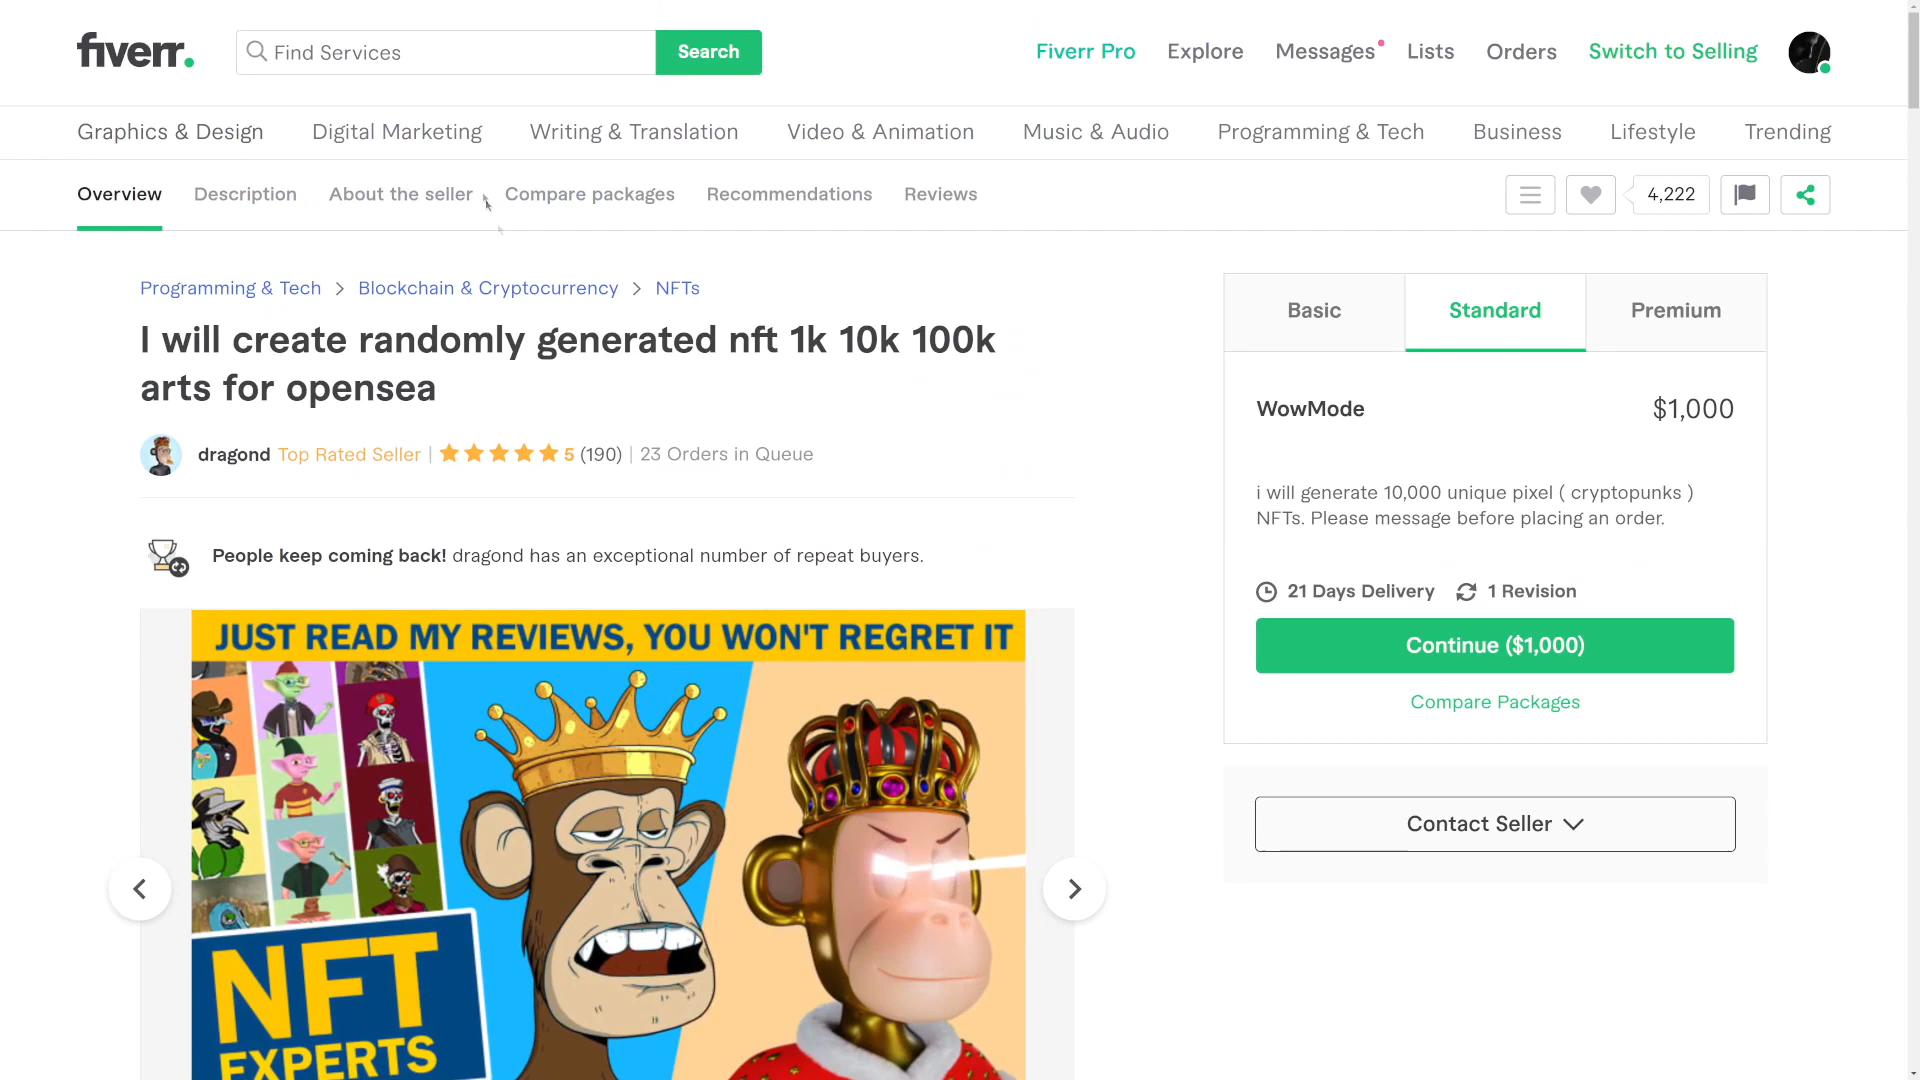 fiverr.
Find Services
Search
Fiverr Pro
Explore
Messages
Lists
Orders
Switch to Selling
Graphics & Design
Digital Marketing
Writing & Translation
Video & Animation
Music & Audio
Programming & Tech
Business
Lifestyle
Trending
Overview
Description
About the seller
Compare packages
Recommendations
Reviews
4,222
Programming & Tech > Blockchain & Cryptocurrency > NFTs
I will create randomly generated nft 1k 10k 100k
arts for opensea
dragond Top Rated Seller | 5 (190) | 23 Orders in Queue
People keep coming back! dragond has an exceptional number of repeat buyers.
JUST READ MY REVIEWS, YOU WON'T REGRET IT
NFT
EXPERTS
Basic
Standard
Premium
WowMode
$1,000
i will generate 10,000 unique pixel ( cryptopunks )
NFTs. Please message before placing an order.
21 Days Delivery
1 Revision
Continue ($1,000)
Compare Packages
Contact Seller